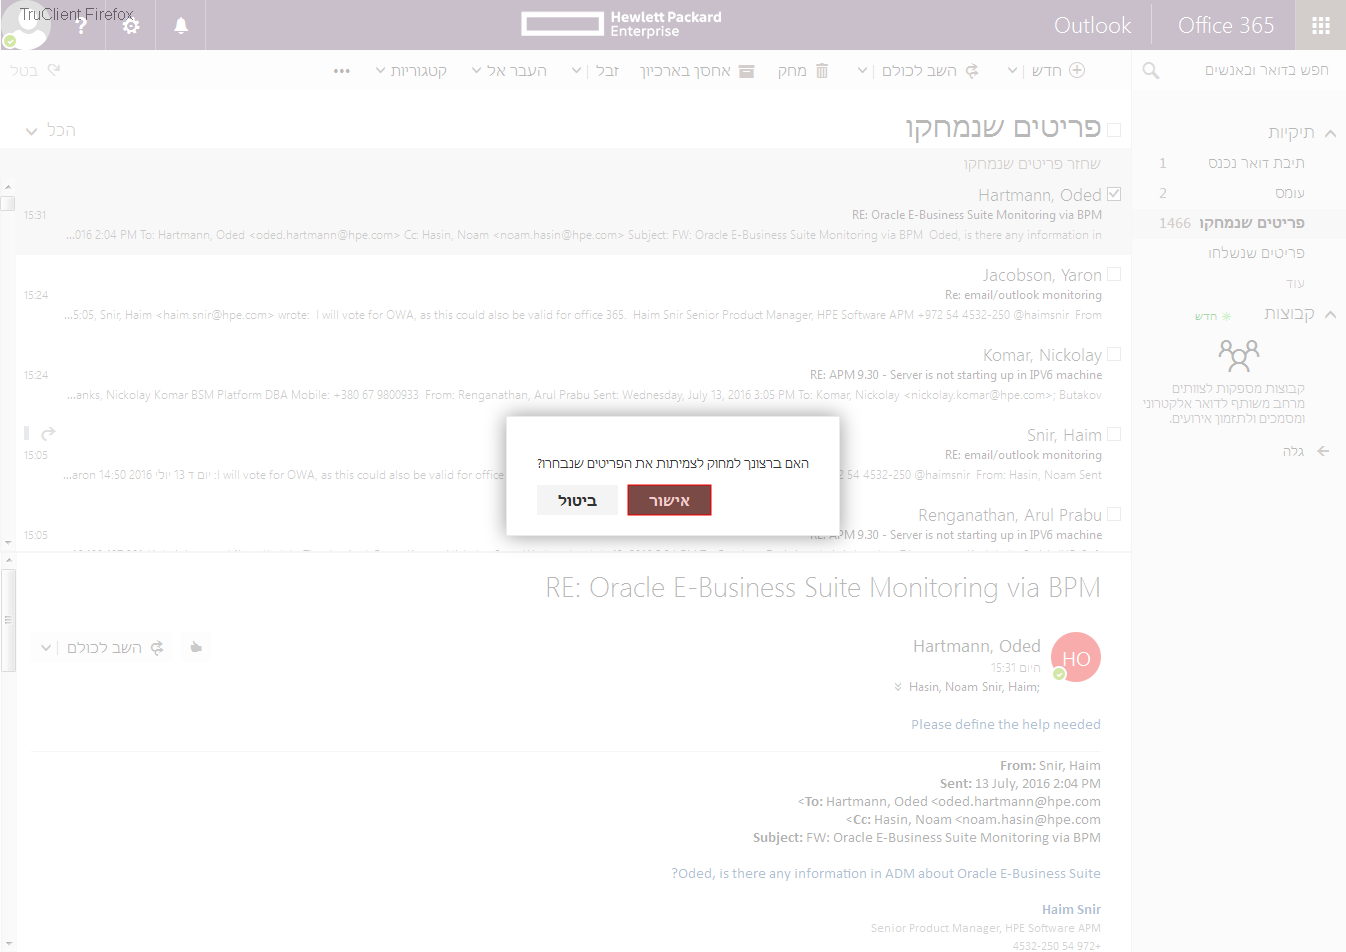 TruClient Firefox
?
Hewlett Packard
Enterprise
Outlook
Office 365
חפש בדואר ובאנשים
חדש
השב לכולם
מחק
אחסן בארכיון
זבל
העבר אל
קטגוריות
•••
בטל
פריטים שנמחקו
הכל
שחזר פריטים שנמחקו
Hartmann, Oded
RE: Oracle E-Business Suite Monitoring via BPM
15:31
...016 2:04 PM To: Hartmann, Oded <oded.hartmann@hpe.com> Cc: Hasin, Noam <noam.hasin@hpe.com> Subject: FW: Oracle E-Business Suite Monitoring via BPM Oded, is there any information in
Jacobson, Yaron
Re: email/outlook monitoring
15:24
...5:05, Snir, Haim <haim.snir@hpe.com> wrote: I will vote for OWA, as this could also be valid for office 365. Haim Snir Senior Product Manager, HPE Software APM +972 54 4532-250 @haimsnir From
Komar, Nickolay
RE: APM 9.30 - Server is not starting up in IPV6 machine
15:24
...anks, Nickolay Komar BSM Platform DBA Mobile: +380 67 9800933 From: Renganathan, Arul Prabu Sent: Wednesday, July 13, 2016 3:05 PM To: Komar, Nickolay <nickolay.komar@hpe.com>; Butakov
Snir, Haim
RE: email/outlook monitoring
15:05
...aron 14:50 2016 יום ד 13 יולי :I will vote for OWA, as this could also be valid for office
54 4532-250 @haimsnir From: Hasin, Noam Sent
Renganathan, Arul Prabu
RE: APM 9.30 - Server is not starting up in IPV6 machine
15:05
האם ברצונך למחוק לצמיתות את הפריטים שנבחרו?
אישור
ביטול
תיקיות
תיבת דואר נכנס 1
עומס 2
פריטים שנמחקו 1466
פריטים שנשלחו
עוד
קבוצות
חדש
קבוצות מספקות לצוותים
מרחב משותף לדואר אלקטרוני
ומסמכים ולתזמון אירועים.
גלה
RE: Oracle E-Business Suite Monitoring via BPM
השב לכולם
HO
Hartmann, Oded
היום 15:31
Hasin, Noam Snir, Haim;
Please define the help needed
From: Snir, Haim
Sent: 13 July, 2016 2:04 PM
<To: Hartmann, Oded <oded.hartmann@hpe.com
<Cc: Hasin, Noam <noam.hasin@hpe.com
Subject: FW: Oracle E-Business Suite Monitoring via BPM
?Oded, is there any information in ADM about Oracle E-Business Suite
Haim Snir
Senior Product Manager, HPE Software APM
4532-250 54 972+